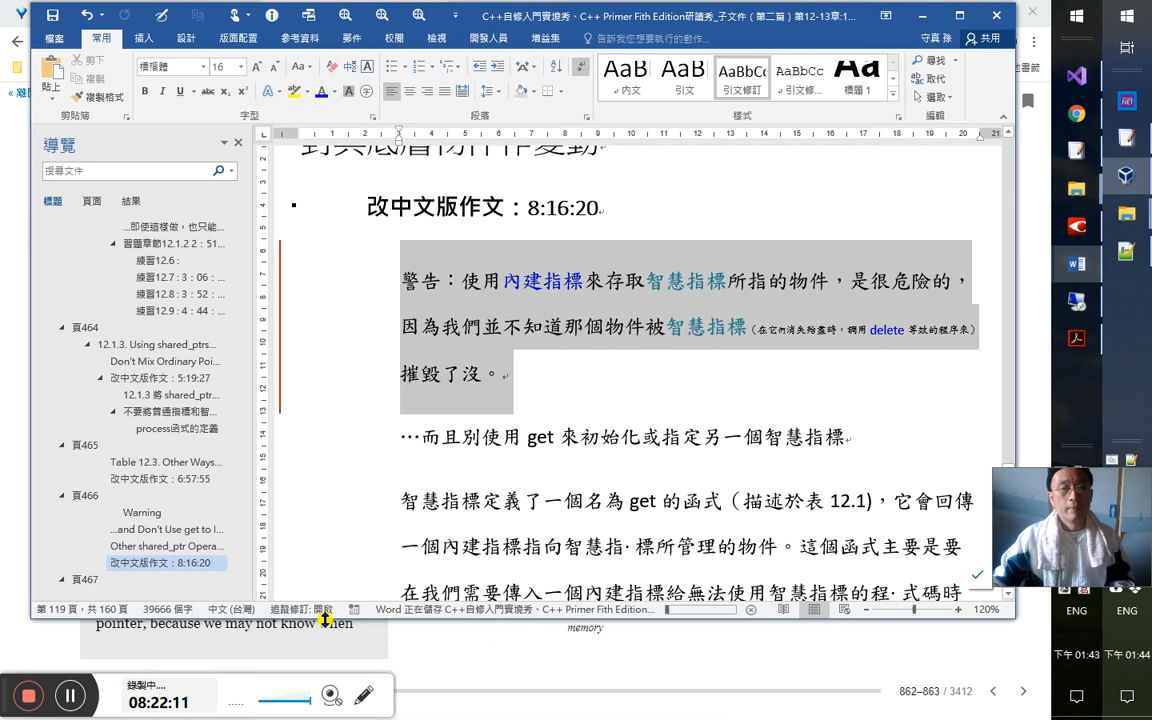 C++自修入門實境秀、C++ Primer Fith Edition研讀秀_子文件（第二篇）第12-13章:1...
檔案
常用
插入
設計
版面配置
參考資料
郵件
校閱
檢視
開發人員
增益集
告訴我您想要執行的動作...
守真 孫
共用
貼上
剪下
複製
複製格式
剪貼簿
標楷體
16
字型
段落
AaBb
內文
AaBb
引文
AaBbCc
引文修訂
AaBbCc
引文修...
AaBb
標題 1
樣式
尋找
取代
選取
編輯
導覽
搜尋文件
標題
頁面
結果
...即使這樣做，也只能...
習題章節12.1.2 2：51...
練習12.6 :
練習12.7 : 3：06：...
練習12.8 : 3：52：...
練習12.9 : 4：44：...
頁464
12.1.3. Using shared_ptrs...
Don't Mix Ordinary Poi...
改中文版作文：5:19:27
12.1.3 將 shared_ptr...
不要將普通指標和智...
process函式的定義
頁465
Table 12.3. Other Ways...
改中文版作文：6:57:55
頁466
Warning
...and Don't Use get to I...
Other shared_ptr Opera...
改中文版作文：8:16:20
頁467
改中文版作文：8:16:20
警告：使用內建指標來存取智慧指標所指的物件，是很危險的，
因為我們並不知道那個物件被智慧指標（在它們消失殆盡時，調用 delete 等效的程序來）
摧毀了沒。
…而且別使用 get 來初始化或指定另一個智慧指標
智慧指標定義了一個名為 get 的函式（描述於表 12.1)，它會回傳
一個內建指標指向智慧指· 標所管理的物件。這個函式主要是要
在我們需要傳入一個內建指標給無法使用智慧指標的程· 式碼時
第 119 頁，共 160 頁
39666 個字
中文 (台灣)
追蹤修訂: 開啟
Word 正在儲存 C++自修入門實境秀、C++ Primer Fith Edition...
120%
pointer, because we may not know when
memory
862–863 / 3412
錄製中....
08:22:11
ENG
ENG
下午 01:43
下午 01:44